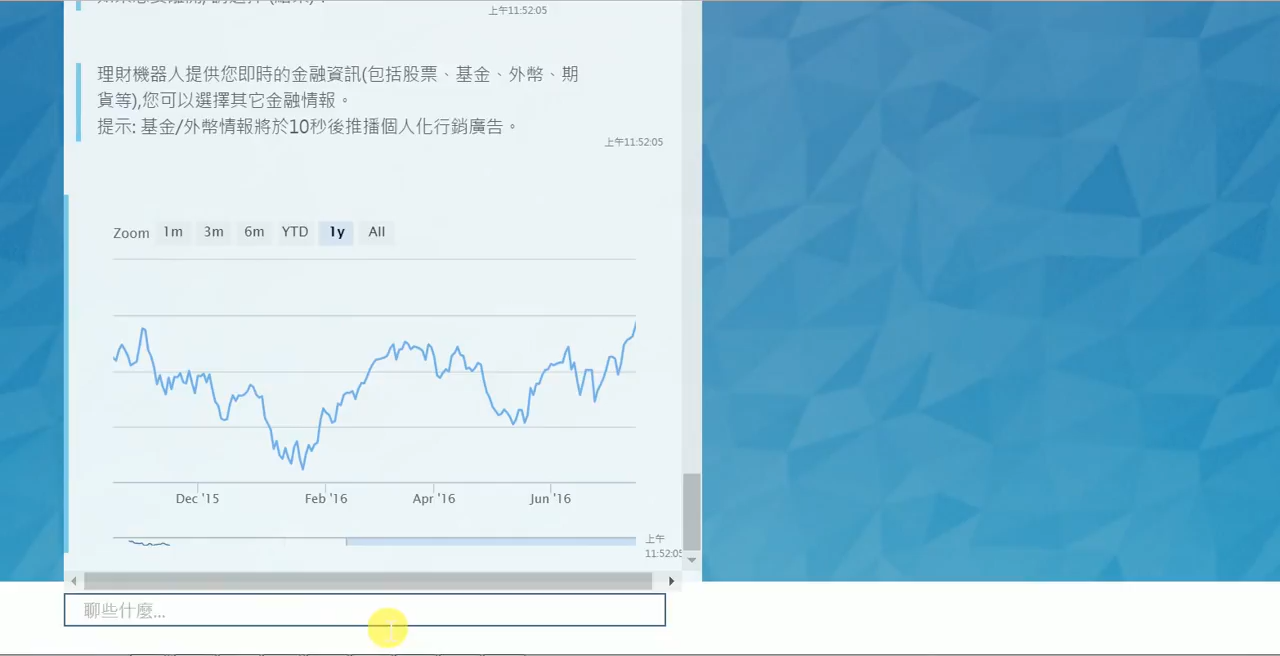 上午11:52:05
理財機器人提供您即時的金融資訊(包括股票、基金、外幣、期
貨等),您可以選擇其它金融情報。
提示: 基金/外幣情報將於10秒後推播個人化行銷廣告。
上午11:52:05
Zoom 1m 3m 6m YTD 1y All
Dec '15 Feb '16 Apr '16 Jun '16
上午
11:52:05
聊些什麼...